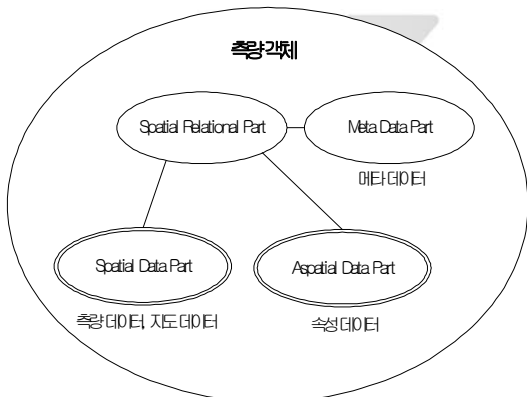 측량객체
Spatial Relational Part
Meta Data Part
메타데이터
Spatial Data Part
Aspatial Data Part
측량데이터, 지도데이터
속성데이터